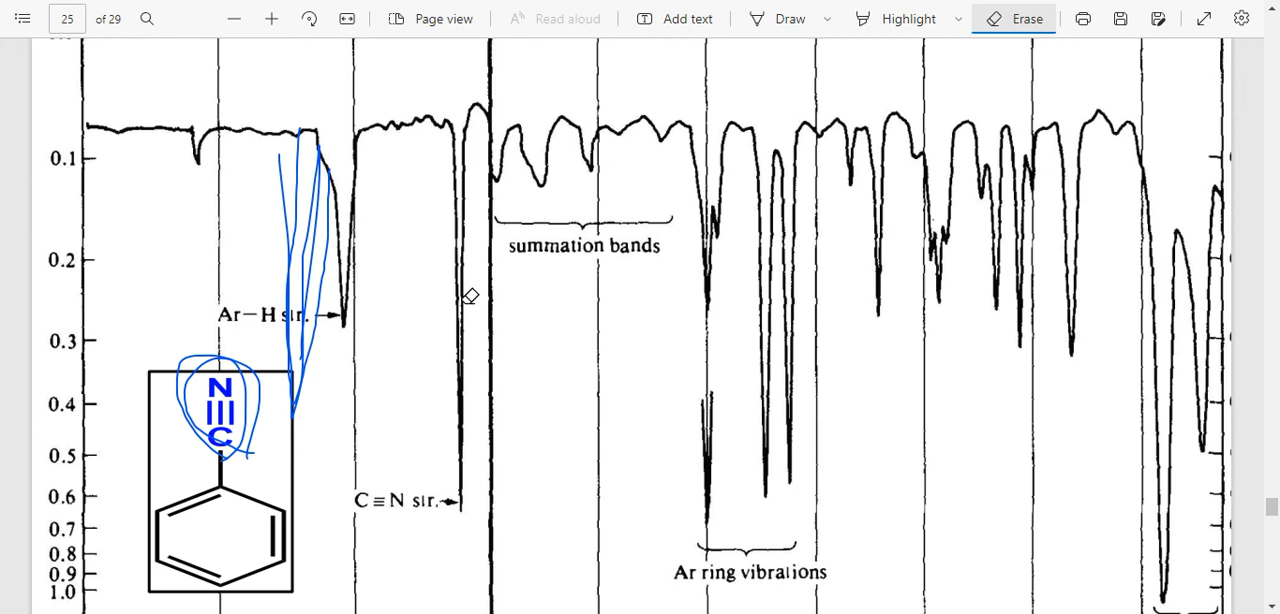 25 of 29 Page view Read aloud Add text Draw Highlight Erase
0.1
summation bands
0.2
Ar–H str.
0.3
N
C
0.4
0.5
C≡N str.
0.6
0.7
Ar ring vibrations
0.8
0.9
1.0